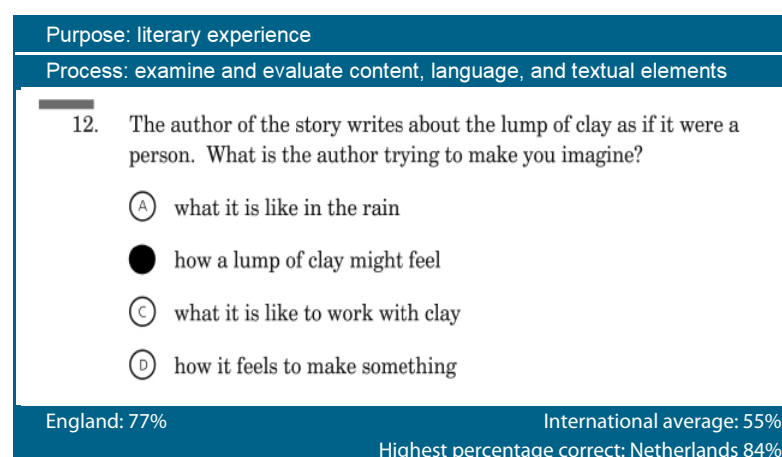 Purpose: literary experience
Process: examine and evaluate content, language, and textual elements
12. The author of the story writes about the lump of clay as if it were a
person. What is the author trying to make you imagine?
A what it is like in the rain
how a lump of clay might feel
C what it is like to work with clay
D how it feels to make something
England: 77% International average: 55%
Highest percentage correct: Netherlands 84%